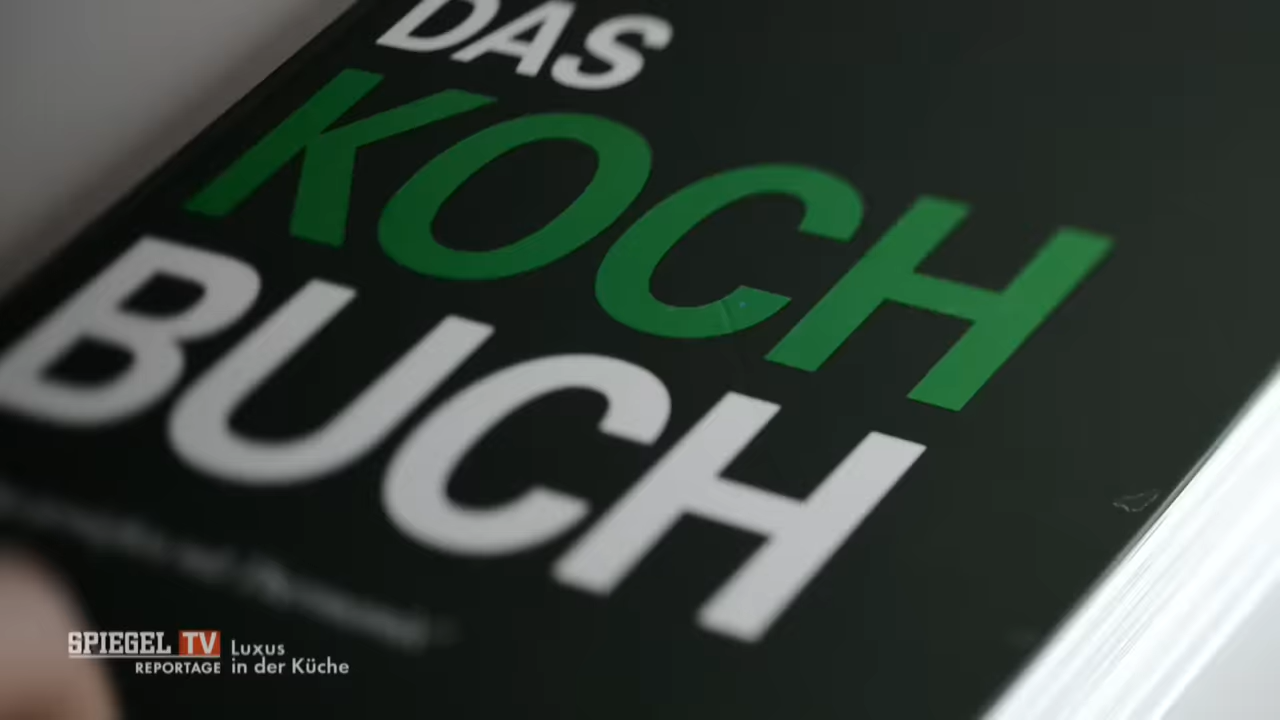 DAS
KOCH
BUCH
SPIEGEL TV
REPORTAGE
Luxus
in der Küche